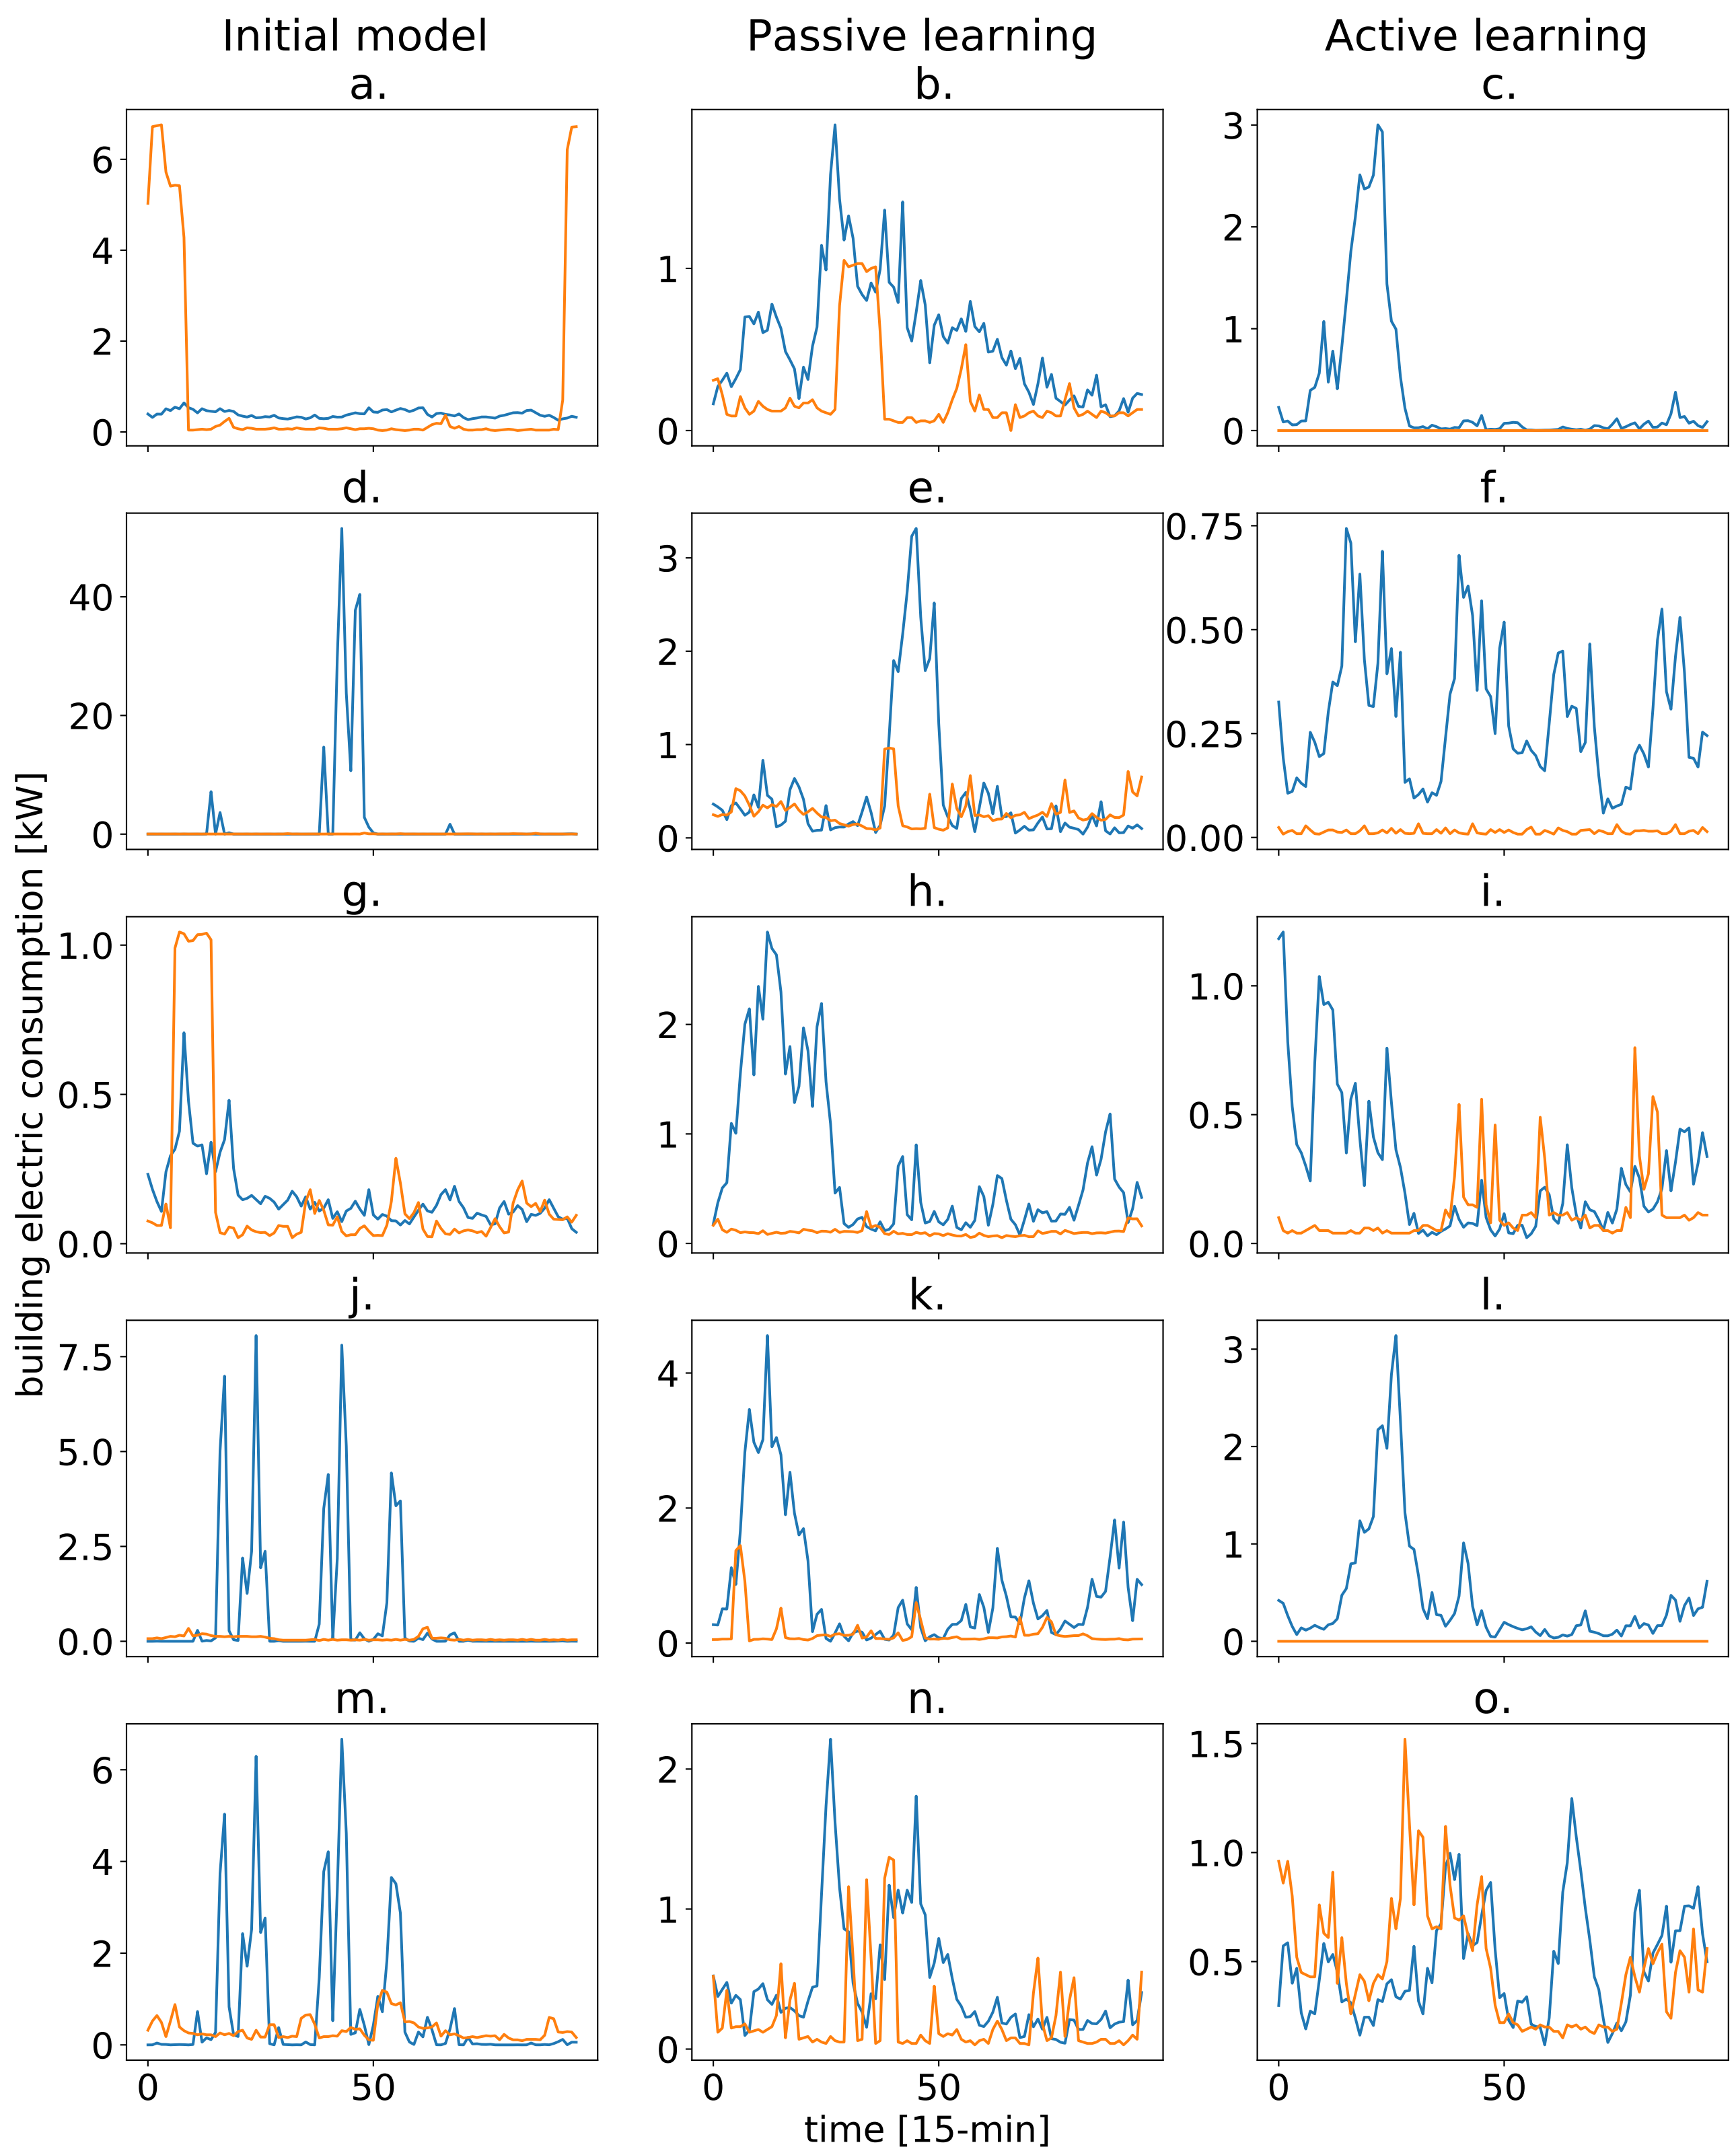 Initial model
Passive learning
Active learning
a.
b.
c.
6
4
2
0
1
0
3
2
1
0
d.
e.
f.
40
20
0
3
2
1
0
0.75
0.50
0.25
0.00
building electric consumption [kW]
g.
h.
i.
1.0
0.5
0.0
2
1
0
1.0
0.5
0.0
j.
k.
l.
7.5
5.0
2.5
0.0
4
2
0
3
2
1
0
m.
n.
o.
6
4
2
0
2
1
0
1.5
1.0
0.5
0 50
0 50
0 50
time [15-min]